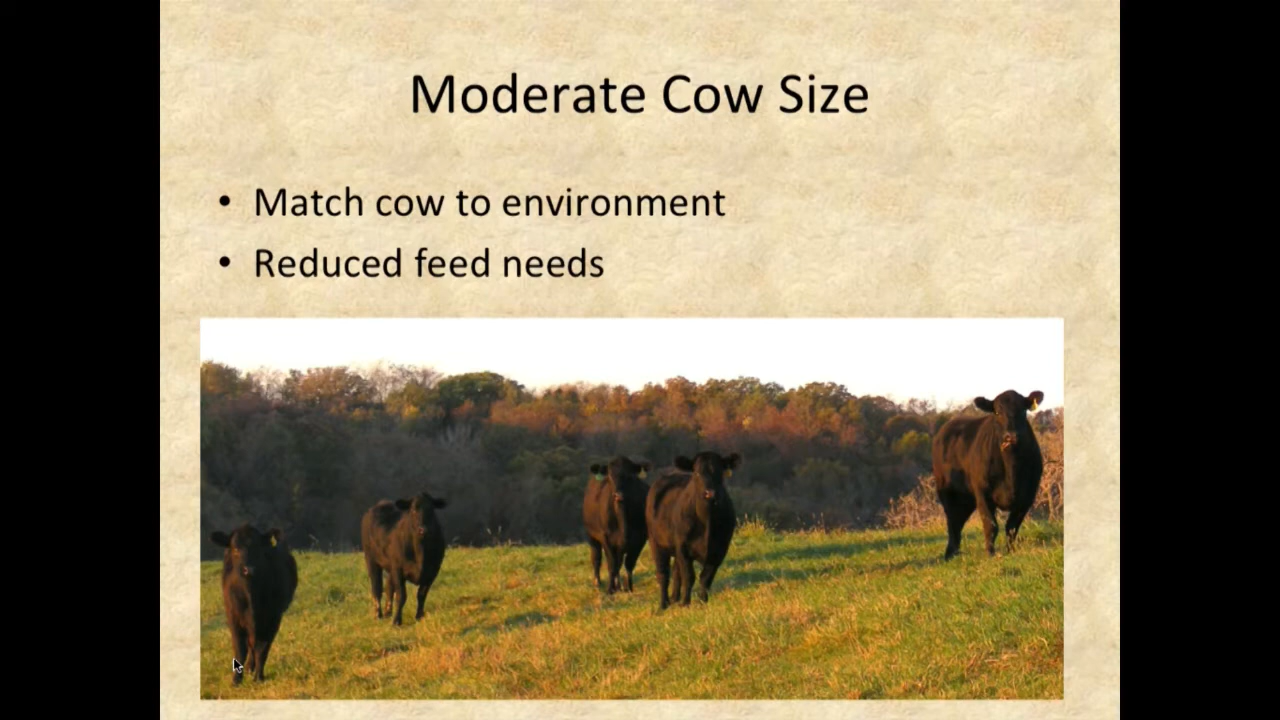 Moderate Cow Size
• Match cow to environment
• Reduced feed needs